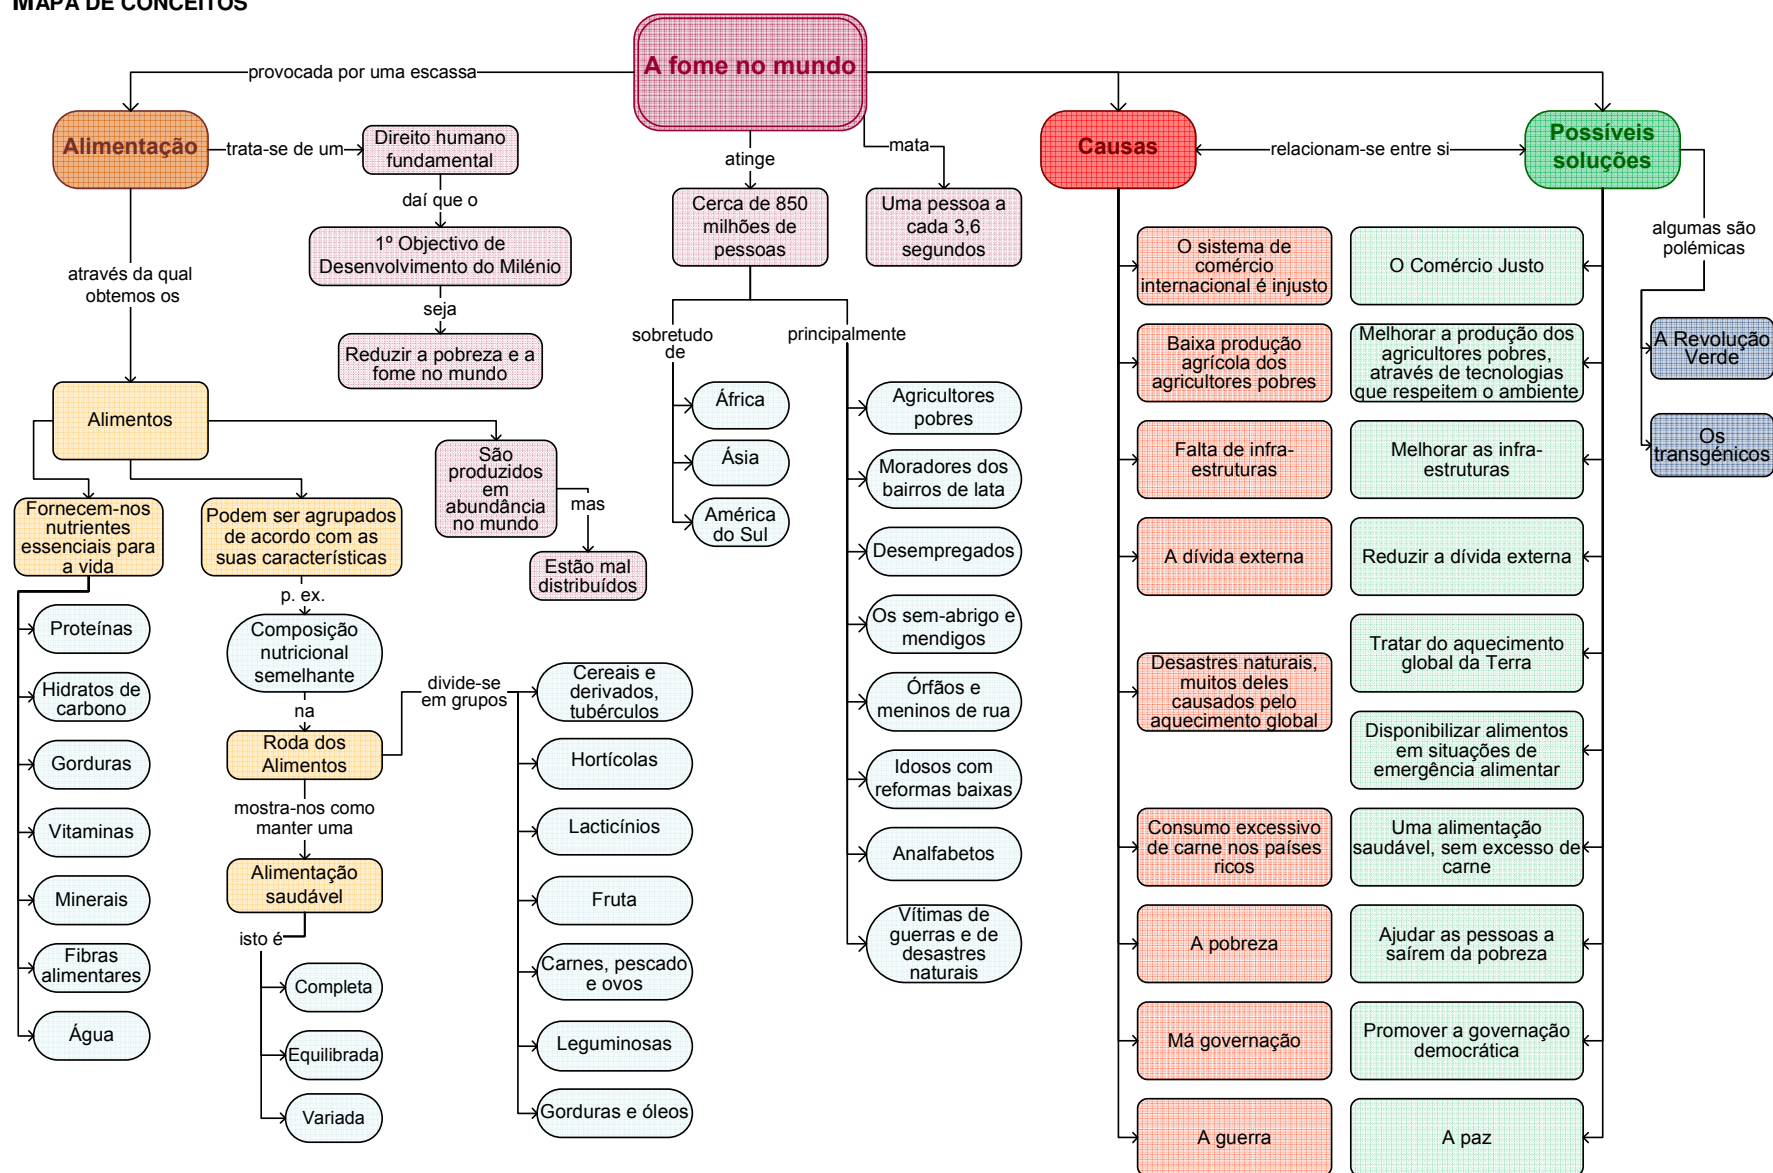 MAPA DE CONCEITOS
A fome no mundo
provocada por uma escassa
Alimentação
trata-se de um
Direito humano
fundamental
daí que o
1º Objectivo de
Desenvolvimento do Milénio
seja
Reduzir a pobreza e a
fome no mundo
através da qual
obtemos os
Alimentos
Fornecem-nos
nutrientes
essenciais para
a vida
Proteínas
Hidratos de
carbono
Gorduras
Vitaminas
Minerais
Fibras
alimentares
Água
Podem ser agrupados
de acordo com as
suas características
p. ex.
Composição
nutricional
semelhante
na
Roda dos
Alimentos
mostra-nos como
manter uma
Alimentação
saudável
isto é
Completa
Equilibrada
Variada
divide-se
em grupos
Cereais e
derivados,
tubérculos
Hortícolas
Lacticínios
Fruta
Carnes, pescado
e ovos
Leguminosas
Gorduras e óleos
São
produzidos
em
abundância
no mundo
mas
Estão mal
distribuídos
atinge
Cerca de 850
milhões de
pessoas
mata
Uma pessoa a
cada 3,6
segundos
sobretudo
de
África
Ásia
América
do Sul
principalmente
Agricultores
pobres
Moradores dos
bairros de lata
Desempregados
Os sem-abrigo e
mendigos
Órfãos e
meninos de rua
Idosos com
reformas baixas
Analfabetos
Vítimas de
guerras e de
desastres
naturais
Causas
relacionam-se entre si
Possíveis
soluções
O sistema de
comércio
internacional é injusto
Baixa produção
agrícola dos
agricultores pobres
Falta de infra-
estruturas
A dívida externa
Desastres naturais,
muitos deles
causados pelo
aquecimento global
Consumo excessivo
de carne nos países
ricos
A pobreza
Má governação
A guerra
O Comércio Justo
Melhorar a produção dos
agricultores pobres,
através de tecnologias
que respeitem o ambiente
Melhorar as infra-
estruturas
Reduzir a dívida externa
Tratar do aquecimento
global da Terra
Disponibilizar alimentos
em situações de
emergência alimentar
Uma alimentação
saudável, sem excesso de
carne
Ajudar as pessoas a
saírem da pobreza
Promover a governação
democrática
A paz
algumas são
polémicas
A Revolução
Verde
Os
transgénicos